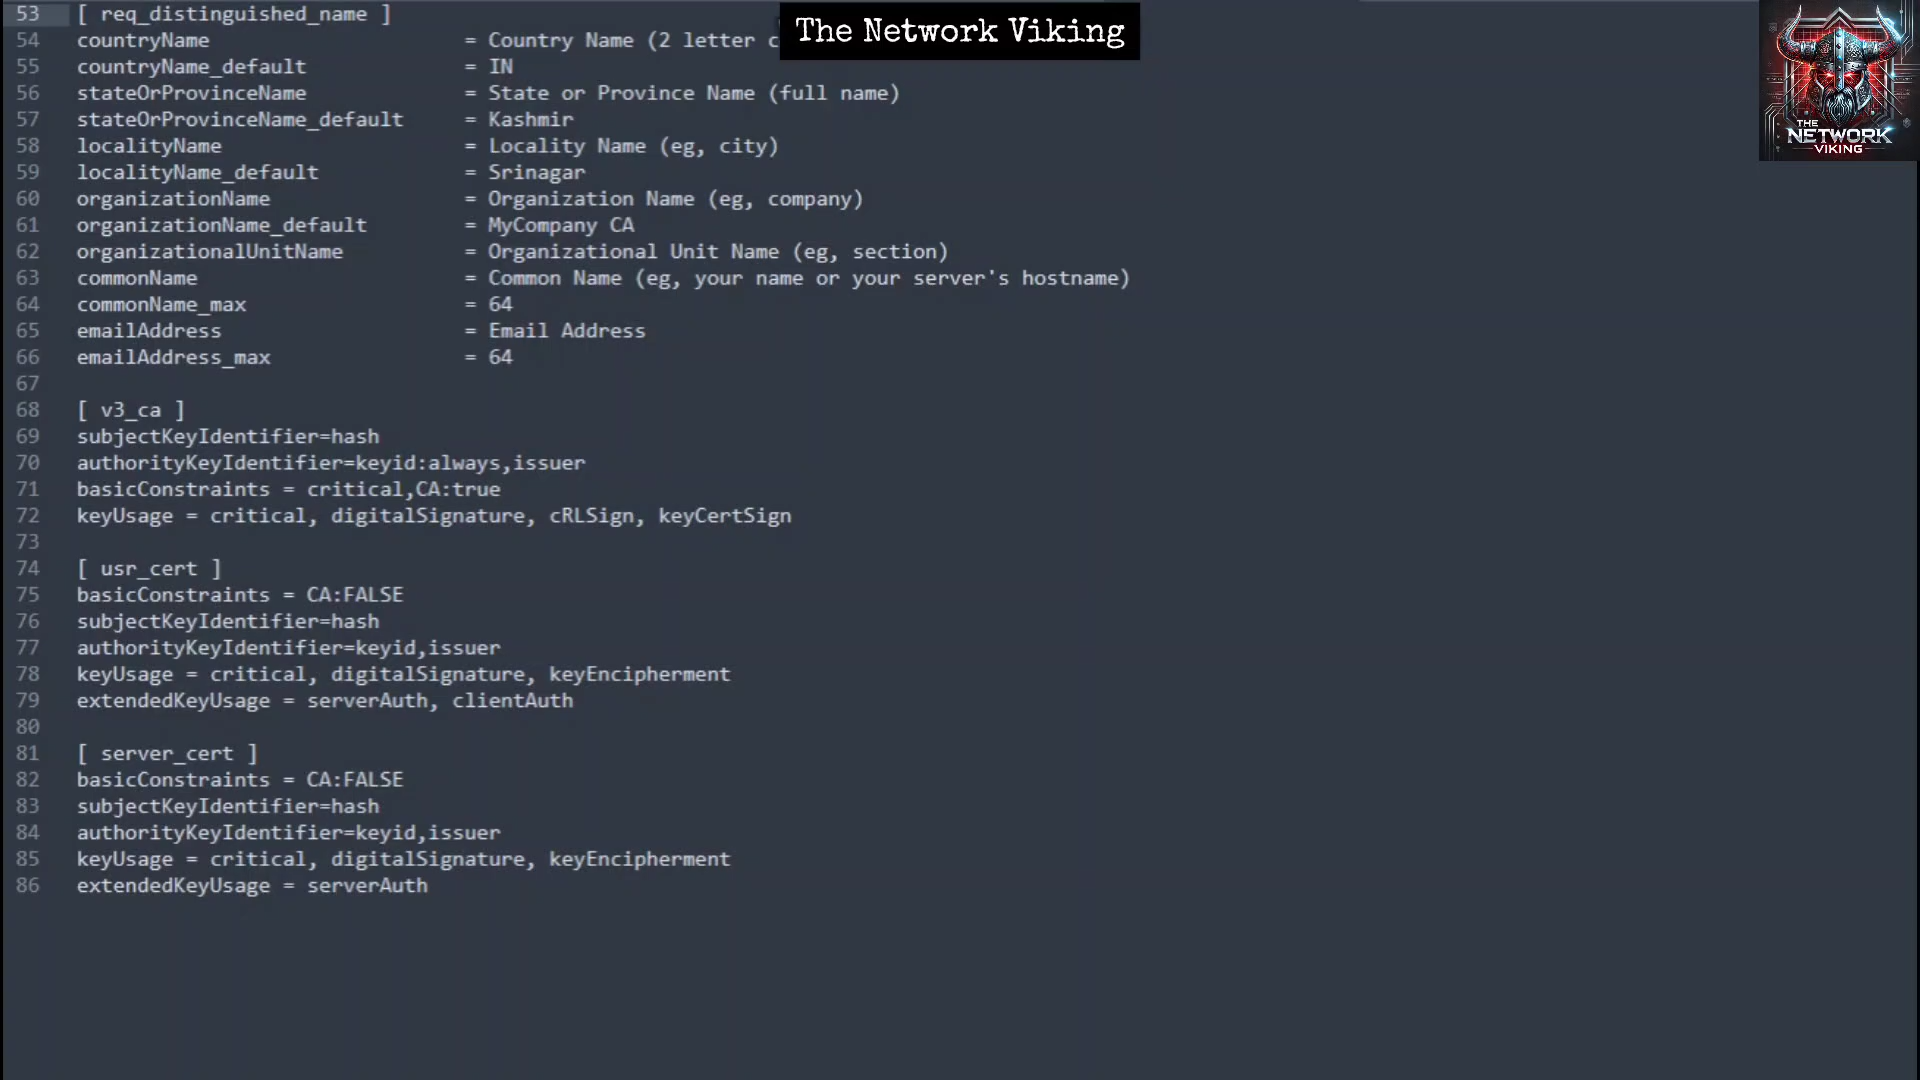 The Network Viking
THE
NETWORK
VIKING
53 [ req_distinguished_name ]
54 countryName = Country Name (2 letter
55 countryName_default = IN
56 stateOrProvinceName = State or Province Name (full name)
57 stateOrProvinceName_default = Kashmir
58 localityName = Locality Name (eg, city)
59 localityName_default = Srinagar
60 organizationName = Organization Name (eg, company)
61 organizationName_default = MyCompany CA
62 organizationalUnitName = Organizational Unit Name (eg, section)
63 commonName = Common Name (eg, your name or your server's hostname)
64 commonName_max = 64
65 emailAddress = Email Address
66 emailAddress_max = 64
67
68 [ v3_ca ]
69 subjectKeyIdentifier=hash
70 authorityKeyIdentifier=keyid:always,issuer
71 basicConstraints = critical,CA:true
72 keyUsage = critical, digitalSignature, cRLSign, keyCertSign
73
74 [ usr_cert ]
75 basicConstraints = CA:FALSE
76 subjectKeyIdentifier=hash
77 authorityKeyIdentifier=keyid,issuer
78 keyUsage = critical, digitalSignature, keyEncipherment
79 extendedKeyUsage = serverAuth, clientAuth
80
81 [ server_cert ]
82 basicConstraints = CA:FALSE
83 subjectKeyIdentifier=hash
84 authorityKeyIdentifier=keyid,issuer
85 keyUsage = critical, digitalSignature, keyEncipherment
86 extendedKeyUsage = serverAuth